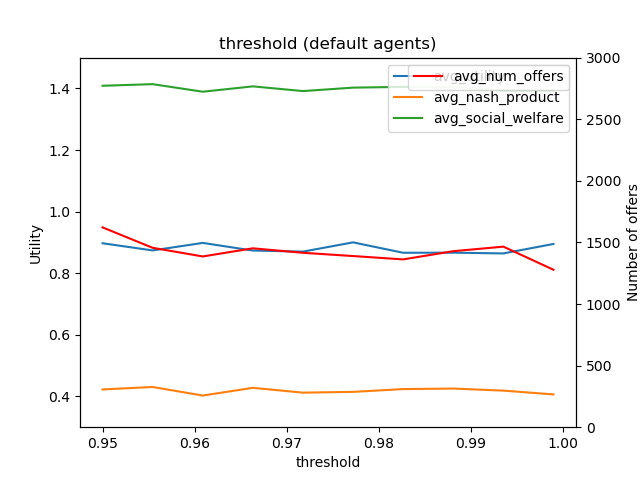 threshold (default agents)
avg_num_offers
avg_nash_product
avg_social_welfare
1.4
1.2
1.0
0.8
0.6
0.4
Utility
3000
2500
2000
1500
1000
500
0
Number of offers
0.95
0.96
0.97
0.98
0.99
1.00
threshold